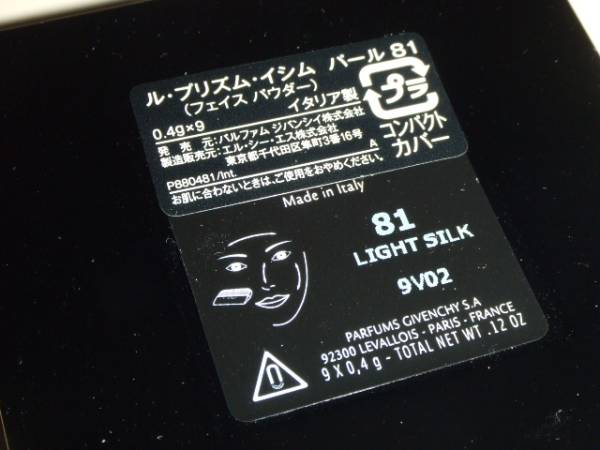 ル・プリズム・イシム パール 81
(フェイス パウダー)
イタリア製
0.4g×9
発 売 元:パルファム ジバンシイ株式会社
製造販売元:エル・シー・エス株式会社
東京都千代田区隼町3番16号
P880481/Int. A
お肌に合わないときは、ご使用をおやめください。
プラ
コンパクト
カバー
Made in Italy
81
LIGHT SILK
9V02
PARFUMS GIVENCHY S.A
92300 LEVALLOIS - PARIS - FRANCE
9 X 0,4 g - TOTAL NET WT .12 OZ